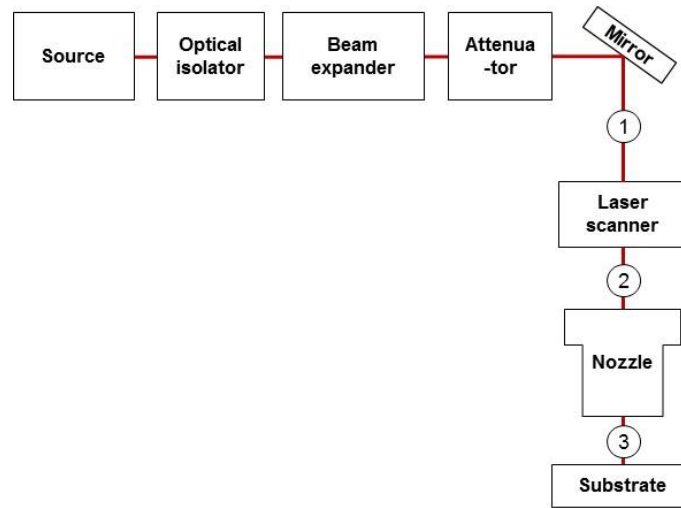 Source
Optical
isolator
Beam
expander
Attenua
-tor
Mirror
1
Laser
scanner
2
Nozzle
3
Substrate